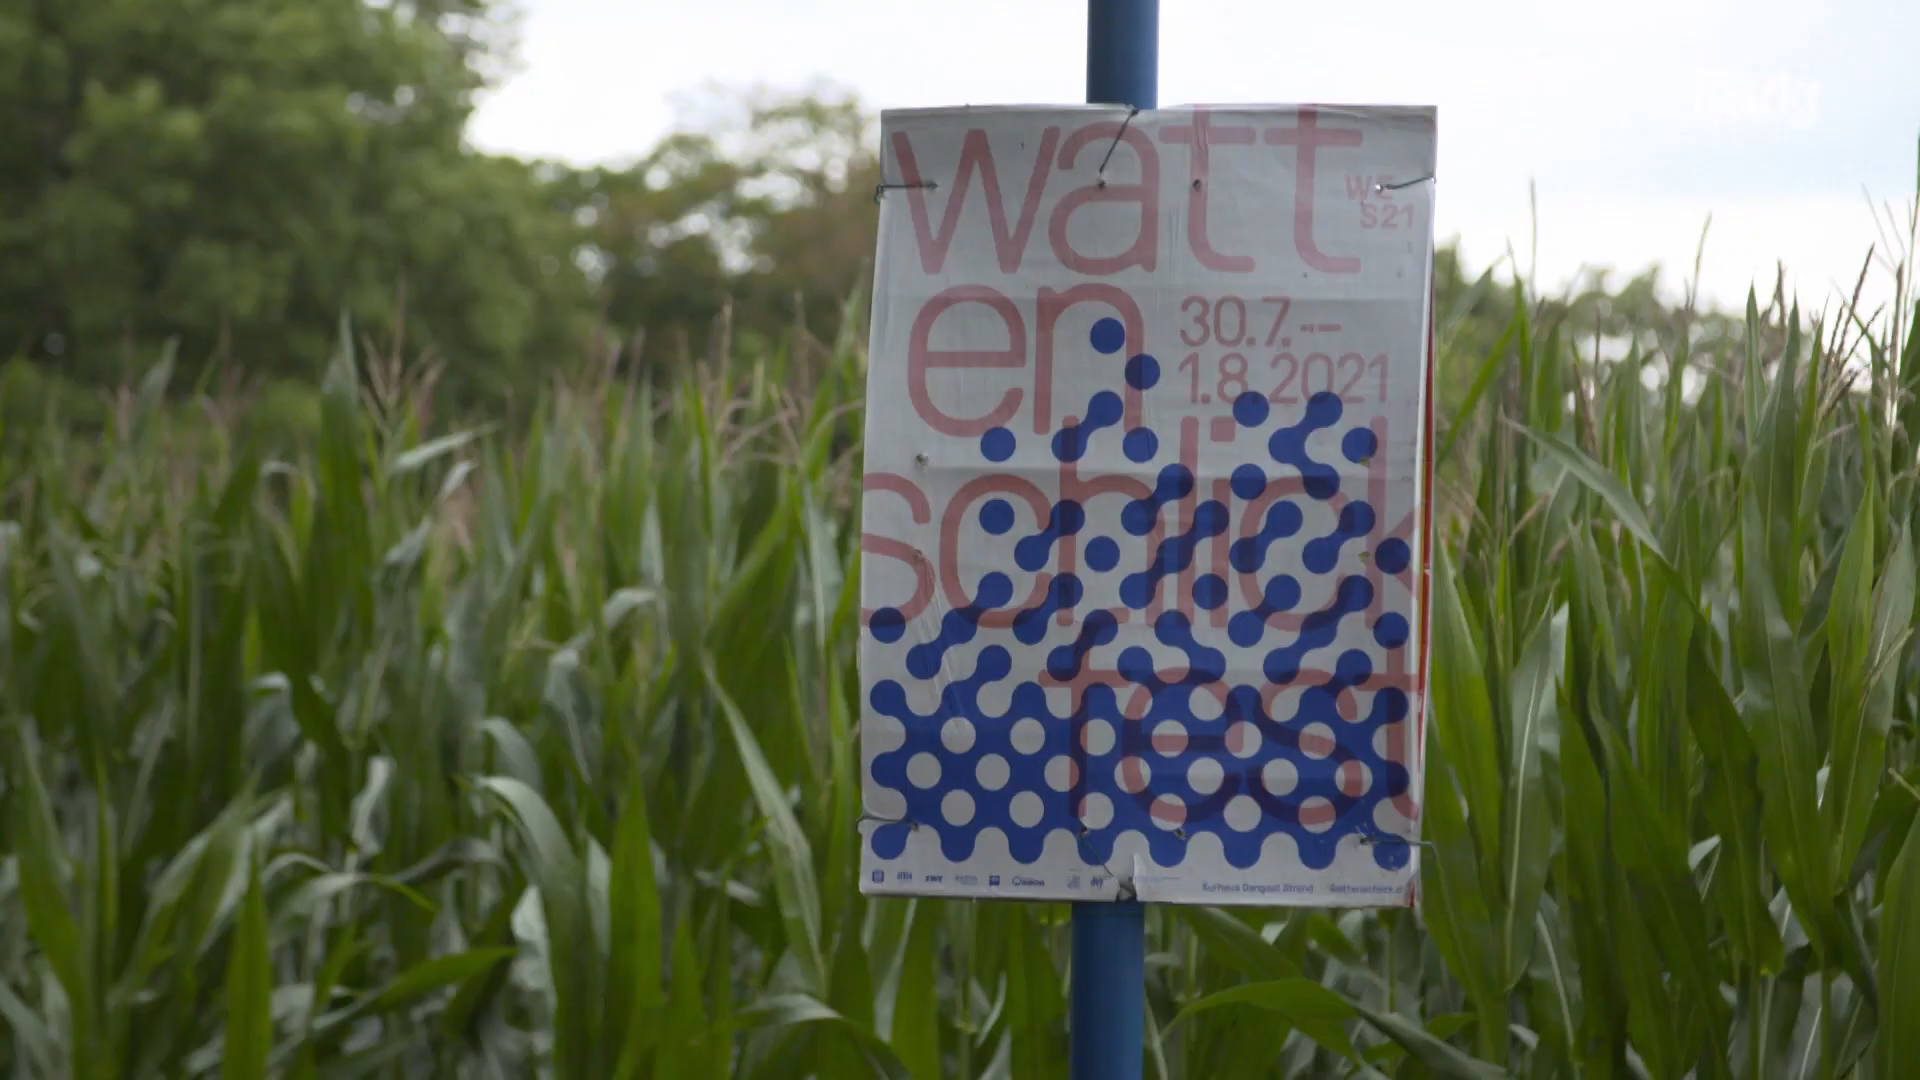 watt
WE
S21
en
30.7.–
1.8.2021
schlick
fest
Kurhaus Dangast Strand